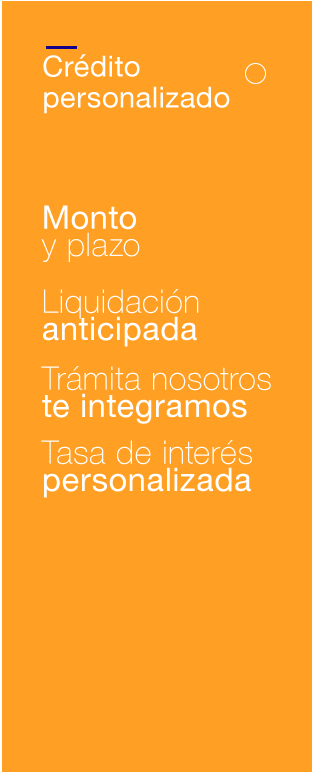 Crédito
personalizado
Monto
y plazo
Liquidación
anticipada
Trámita nosotros
te integramos
Tasa de interés
personalizada